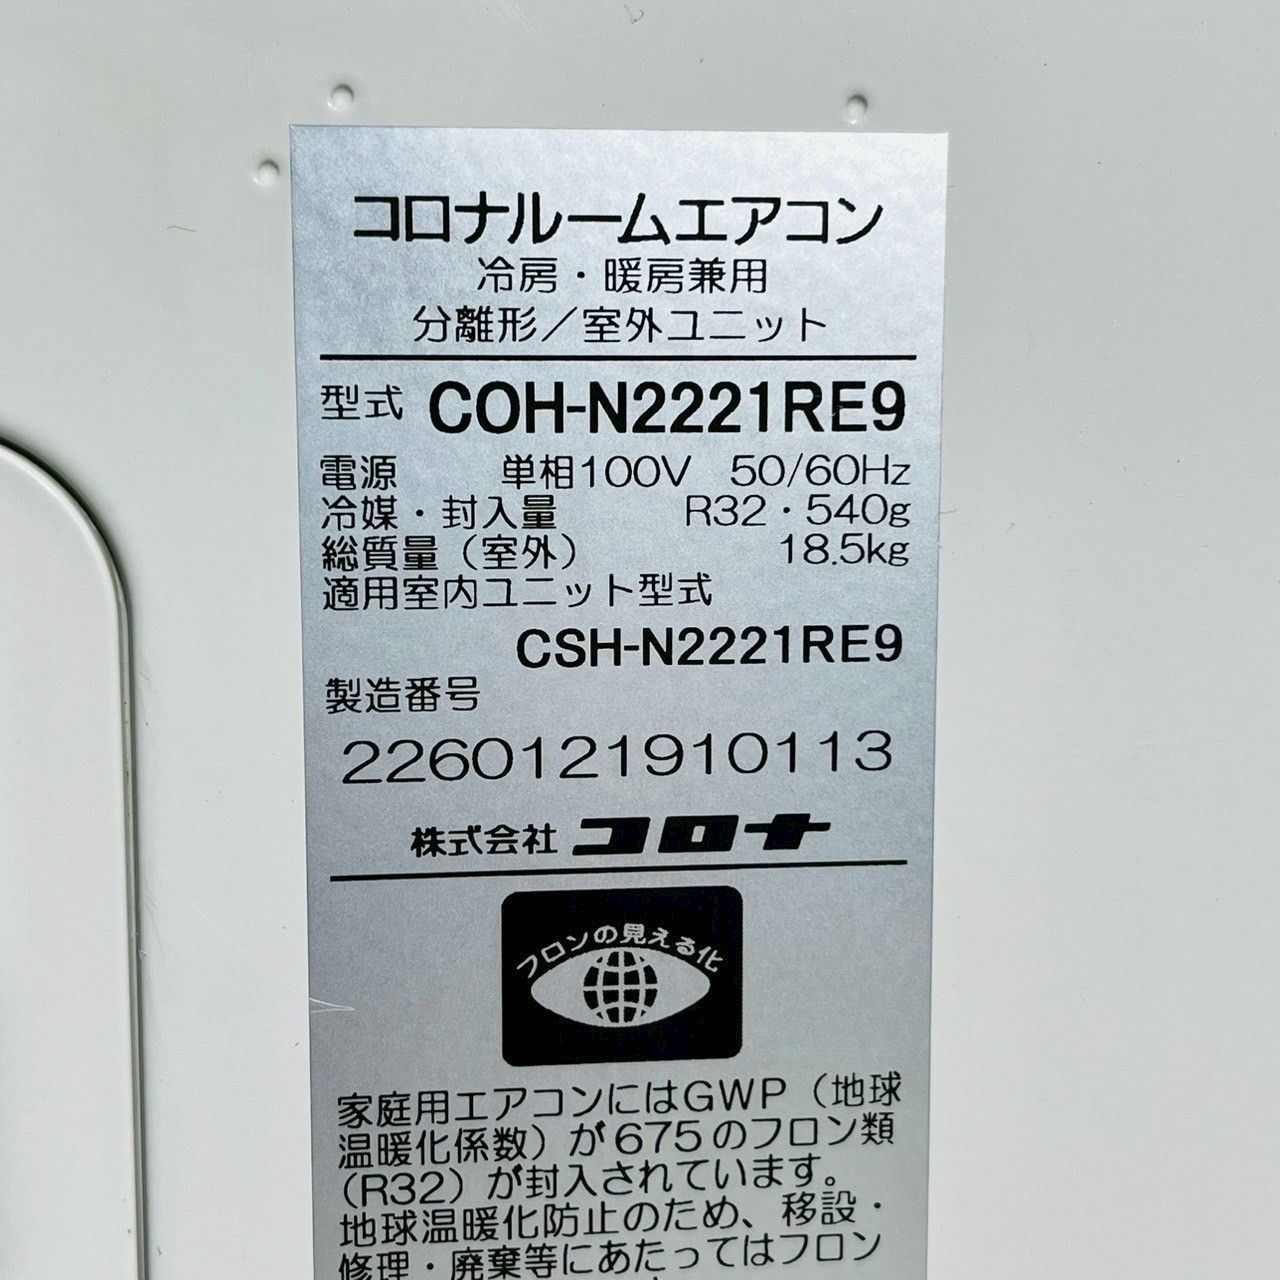 コロナルームエアコン
冷房・暖房兼用
分離形／室外ユニット
型式 COH-N2221RE9
電源 単相100V 50/60Hz
冷媒・封入量 R32・540g
総質量（室外） 18.5kg
適用室内ユニット型式
CSH-N2221RE9
製造番号
2260121910113
株式会社 コロナ
フロンの見える化
家庭用エアコンにはGWP（地球
温暖化係数）が675のフロン類
（R32）が封入されています。
地球温暖化防止のため、移設・
修理・廃棄等にあたってはフロン